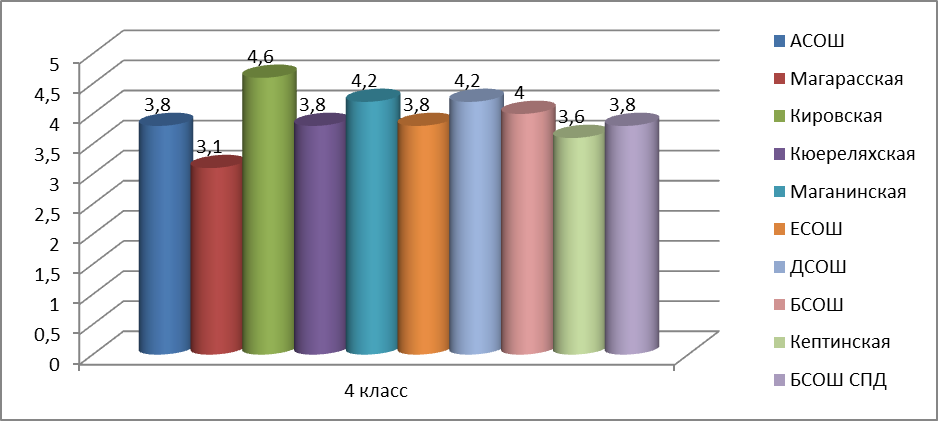 5
4,5
4
3,5
3
2,5
2
1,5
1
0,5
0
3,8
3,1
4,6
3,8
4,2
3,8
4,2
4
3,6
3,8
4 класс
АСОШ
Магарасская
Кировская
Кюереляхская
Маганинская
ЕСОШ
ДСОШ
БСОШ
Кептинская
БСОШ СПД